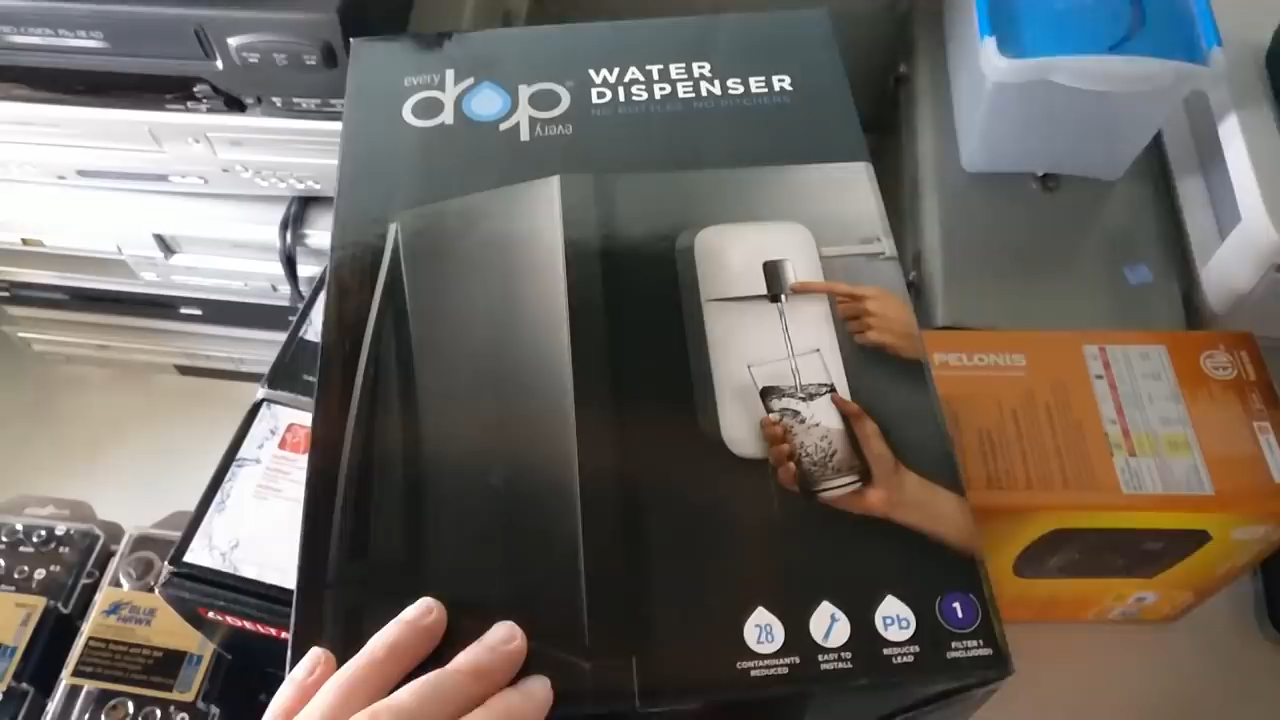 every
drop
every
WATER
DISPENSER
NO BOTTLES. NO PITCHERS
PELONIS
28
CONTAMINANTS
REDUCED
EASY TO
INSTALL
Pb
REDUCES
LEAD
1
FILTER 1
(INCLUDED)
DELTA
BLUE
HAWK